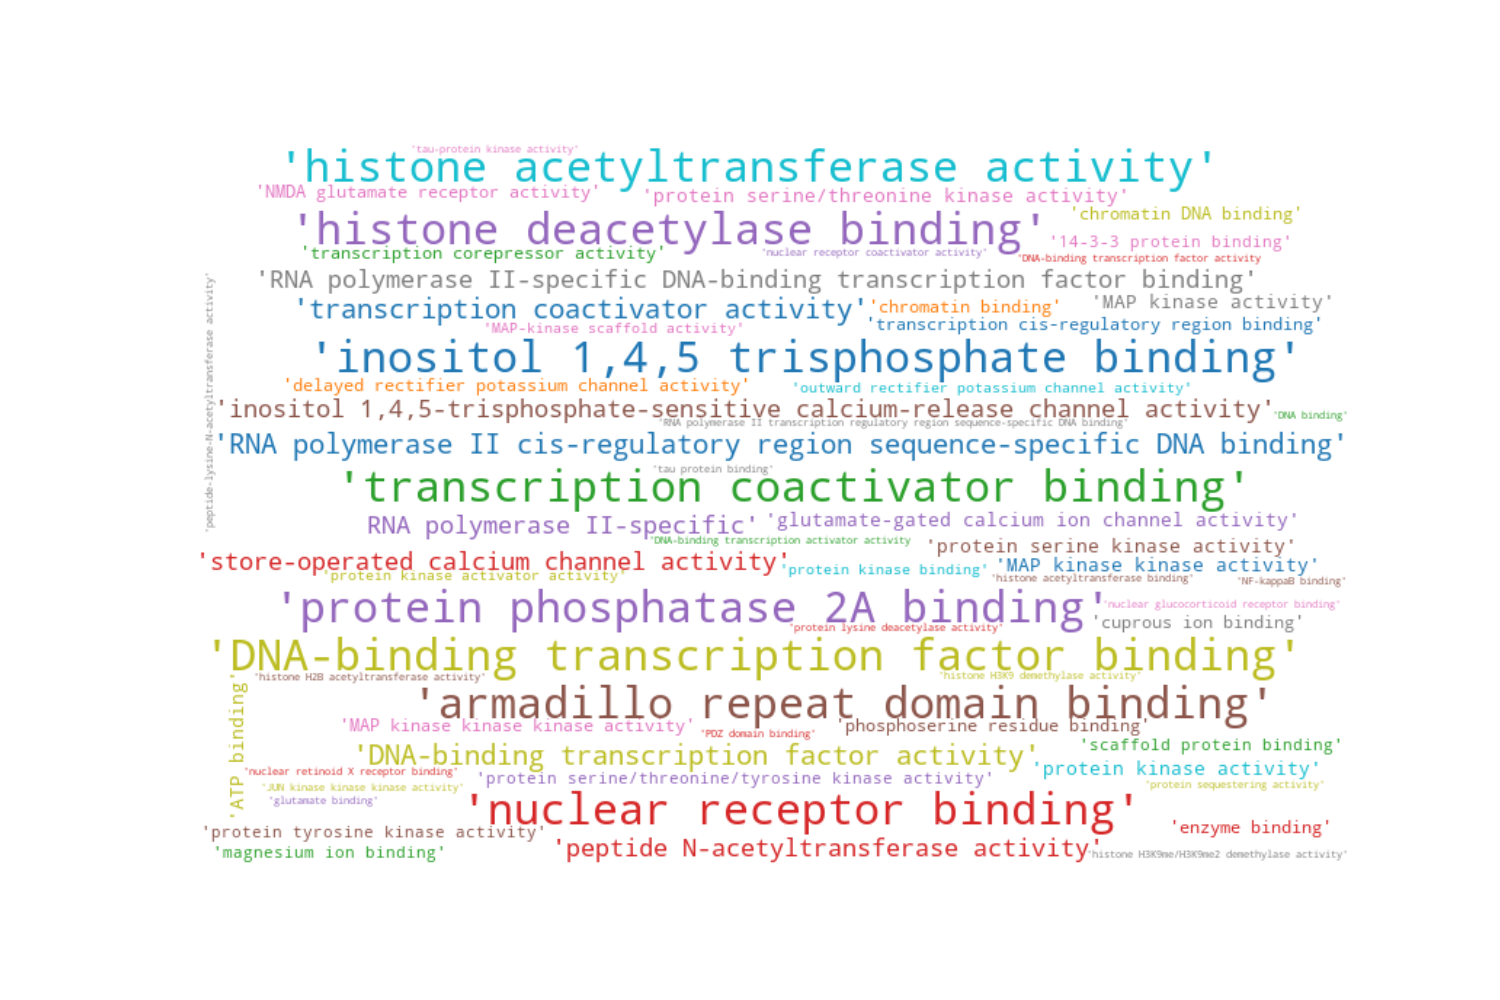 'tau-protein kinase activity'
'histone acetyltransferase activity'
'NMDA glutamate receptor activity'
'protein serine/threonine kinase activity'
'chromatin DNA binding'
'histone deacetylase binding'
'14-3-3 protein binding'
'transcription corepressor activity'
'nuclear receptor coactivator activity'
'DNA-binding transcription factor activity
'RNA polymerase II-specific DNA-binding transcription factor binding'
'peptide-lysine-N-acetyltransferase activity'
'transcription coactivator activity'
'chromatin binding'
'MAP kinase activity'
'MAP-kinase scaffold activity'
'transcription cis-regulatory region binding'
'inositol 1,4,5 trisphosphate binding'
'delayed rectifier potassium channel activity'
'outward rectifier potassium channel activity'
'inositol 1,4,5-trisphosphate-sensitive calcium-release channel activity'
'DNA binding'
'RNA polymerase II transcription regulatory region sequence-specific DNA binding'
'RNA polymerase II cis-regulatory region sequence-specific DNA binding'
'tau protein binding'
'transcription coactivator binding'
RNA polymerase II-specific'
'glutamate-gated calcium ion channel activity'
'DNA-binding transcription activator activity
'protein serine kinase activity'
'store-operated calcium channel activity'
'protein kinase binding'
'MAP kinase kinase activity'
'protein kinase activator activity'
'histone acetyltransferase binding'
'NF-kappaB binding'
'protein phosphatase 2A binding'
'nuclear glucocorticoid receptor binding'
'protein lysine deacetylase activity'
'cuprous ion binding'
'DNA-binding transcription factor binding'
'histone H2B acetyltransferase activity'
'histone H3K9 demethylase activity'
'ATP binding'
'armadillo repeat domain binding'
'MAP kinase kinase kinase activity'
'PDZ domain binding'
'phosphoserine residue binding'
'DNA-binding transcription factor activity'
'scaffold protein binding'
'nuclear retinoid X receptor binding'
'protein serine/threonine/tyrosine kinase activity'
'protein kinase activity'
'JUN kinase kinase kinase activity'
'protein sequestering activity'
'glutamate binding'
'nuclear receptor binding'
'protein tyrosine kinase activity'
'enzyme binding'
'magnesium ion binding'
'peptide N-acetyltransferase activity'
'histone H3K9me/H3K9me2 demethylase activity'